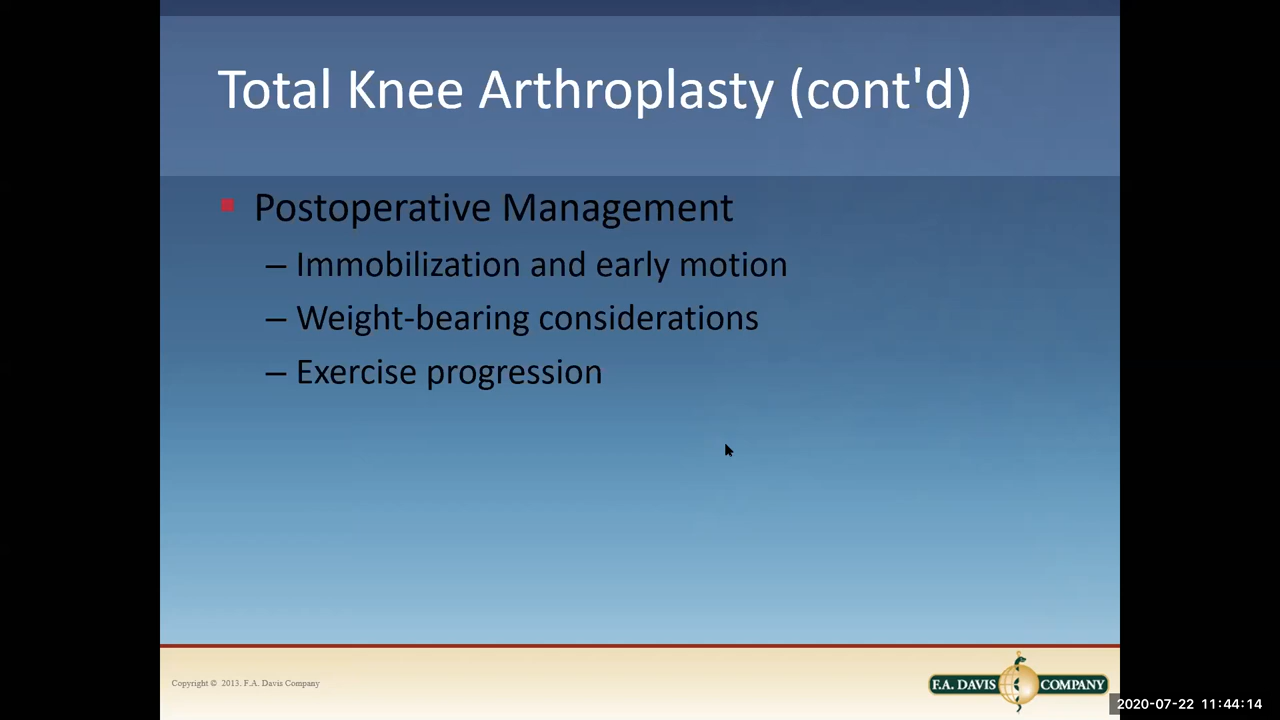 Total Knee Arthroplasty (cont'd)
Postoperative Management
– Immobilization and early motion
– Weight-bearing considerations
– Exercise progression
Copyright © 2013. F.A. Davis Company
F.A. DAVIS COMPANY
2020-07-22 11:44:14